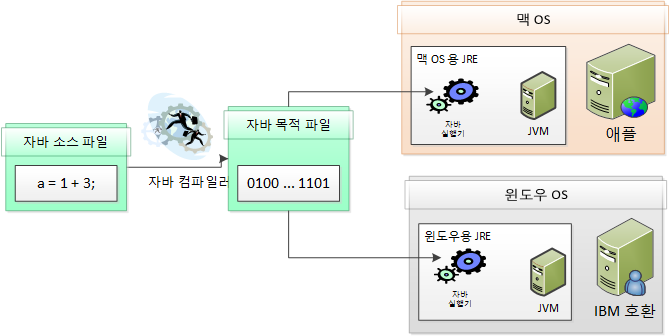 자바 소스 파일
a = 1 + 3;
자바 컴파일러
자바 목적 파일
0100 ... 1101
맥 OS
맥 OS 용 JRE
자바
실행기
JVM
애플
윈도우 OS
윈도우용 JRE
자바
실행기
JVM
IBM 호환